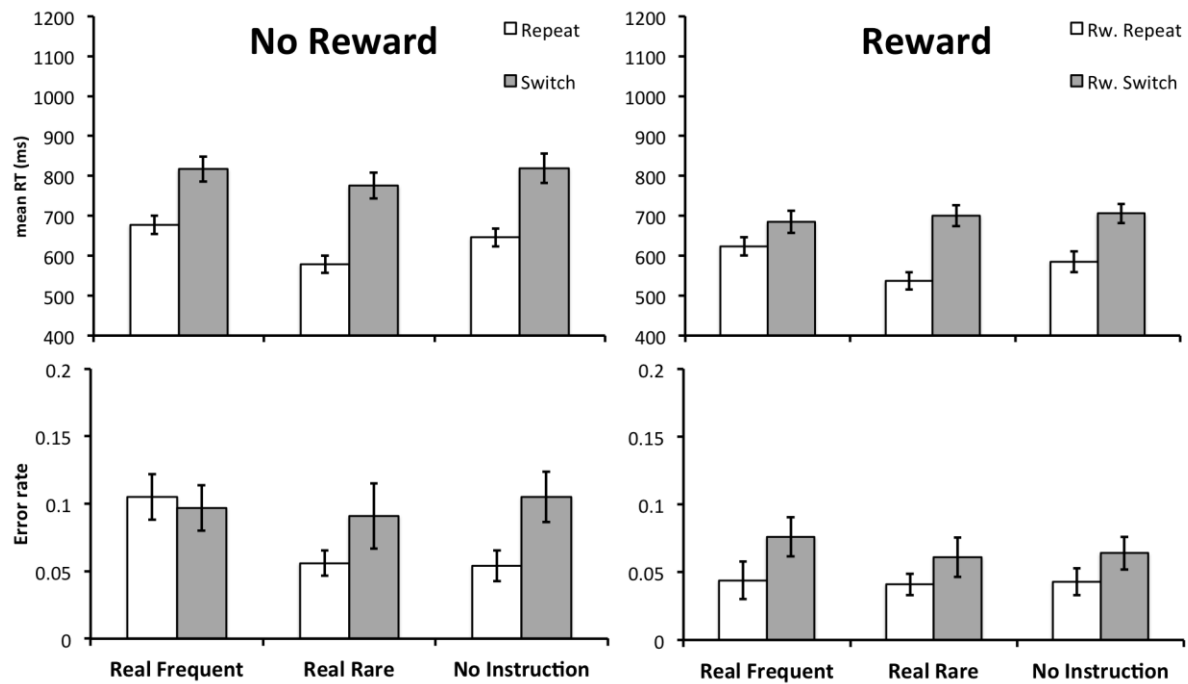 No Reward
Repeat
Switch
mean RT (ms)
1200
1100
1000
900
800
700
600
500
400
Reward
Rw. Repeat
Rw. Switch
1200
1100
1000
900
800
700
600
500
400
Error rate
0.2
0.15
0.1
0.05
0
Real Frequent
Real Rare
No Instruction
0.2
0.15
0.1
0.05
0
Real Frequent
Real Rare
No Instruction